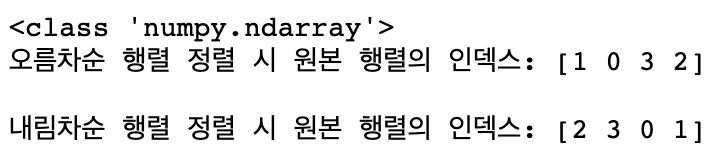 <class 'numpy.ndarray'>
오름차순 행렬 정렬 시 원본 행렬의 인덱스: [1 0 3 2]
내림차순 행렬 정렬 시 원본 행렬의 인덱스: [2 3 0 1]